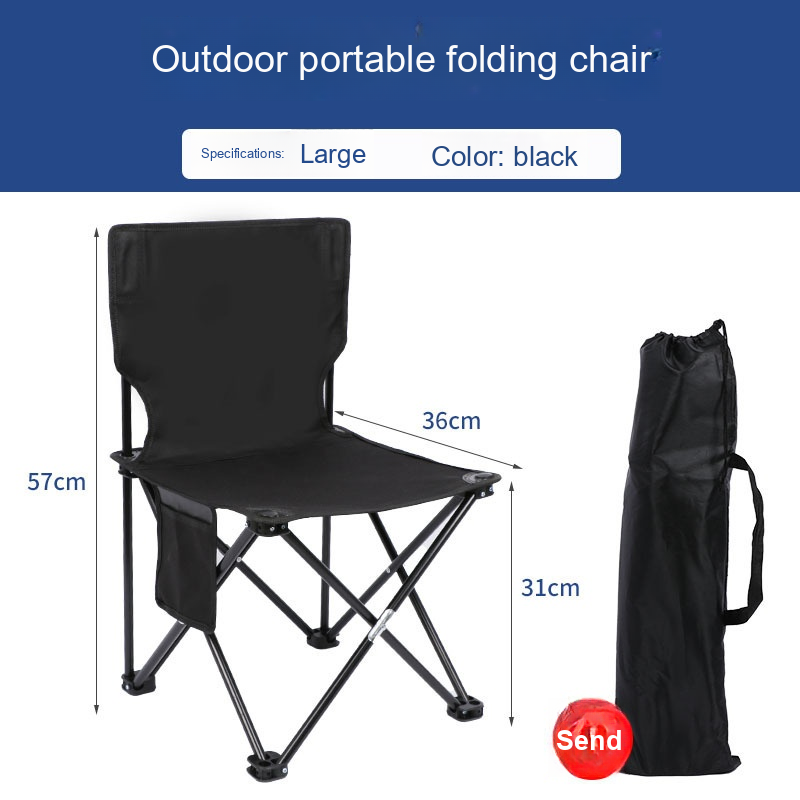 Outdoor portable folding chair
Specifications: Large Color: black
36cm
57cm
31cm
Send